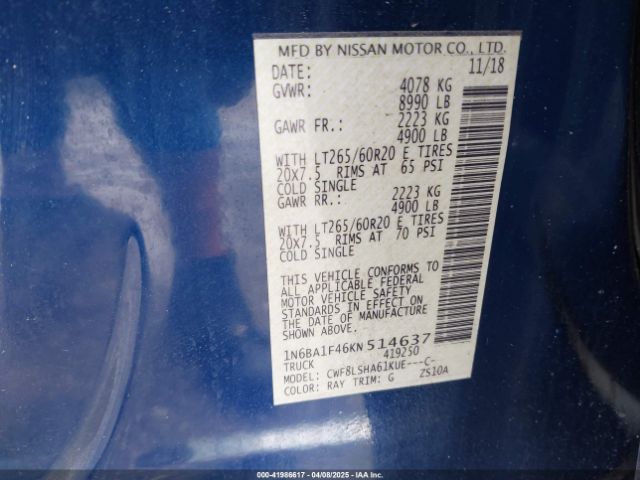 MFD BY NISSAN MOTOR CO., LTD.
DATE: 11/18
GVWR: 4078 KG
8990 LB
GAWR FR.: 2223 KG
4900 LB
WITH LT265/60R20 E TIRES
20X7.5 RIMS AT 65 PSI
COLD SINGLE
GAWR RR.: 2223 KG
4900 LB
WITH LT265/60R20 E TIRES
20X7.5 RIMS AT 70 PSI
COLD SINGLE
THIS VEHICLE CONFORMS TO
ALL APPLICABLE FEDERAL
MOTOR VEHICLE SAFETY
STANDARDS IN EFFECT ON
THE DATE OF MANUFACTURE
SHOWN ABOVE.
1N6BA1F46KN514637
TRUCK 419250
MODEL: CWF8LSHA61KUE---C-
COLOR: RAY TRIM: G ZS10A
000-41986617 - 04/08/2025 - IAAI, Inc.